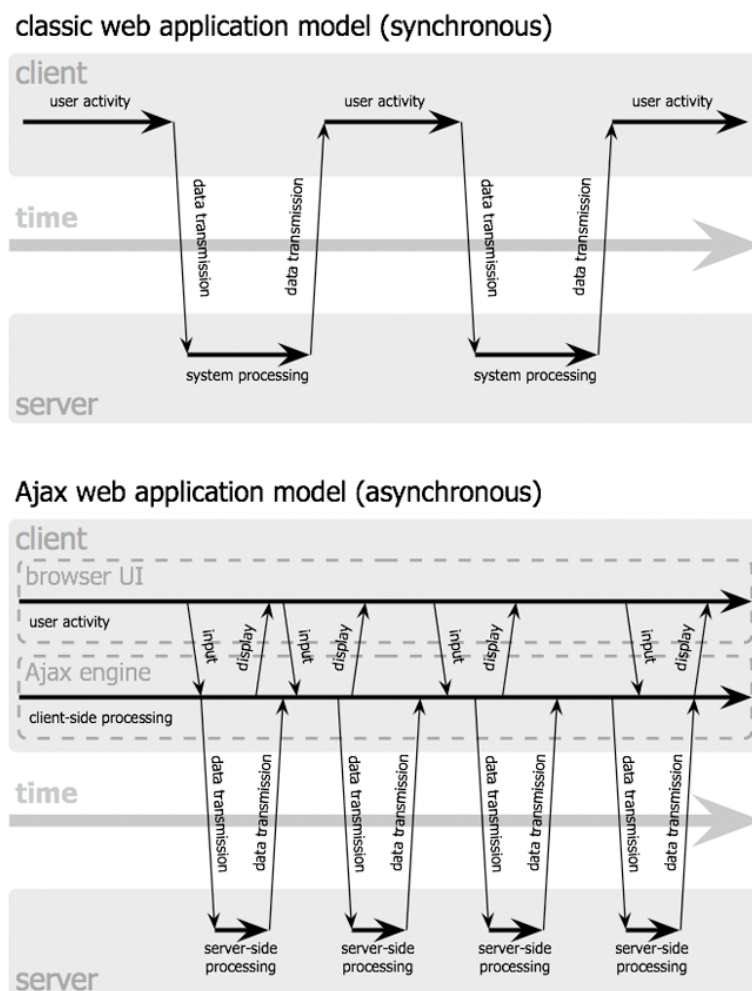 classic web application model (synchronous)
client
user activity
user activity
user activity
data transmission
data transmission
data transmission
data transmission
time
system processing
system processing
server
Ajax web application model (asynchronous)
client
browser UI
user activity
input
display
input
display
input
display
input
display
Ajax engine
client-side processing
data transmission
data transmission
data transmission
data transmission
data transmission
data transmission
data transmission
data transmission
time
server-side
processing
server-side
processing
server-side
processing
server-side
processing
server